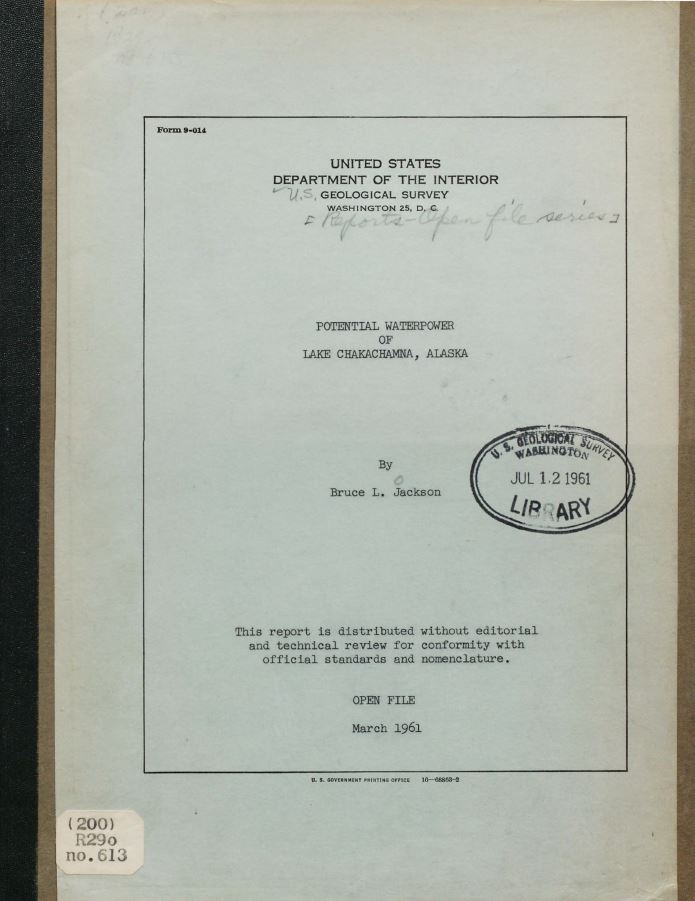 Form 9-014
UNITED STATES
DEPARTMENT OF THE INTERIOR
U.S. GEOLOGICAL SURVEY
WASHINGTON 25, D. C.
[Reports-Open file series]
POTENTIAL WATERPOWER
OF
LAKE CHAKACHAMNA, ALASKA
By
Bruce L. Jackson
U. S. GEOLOGICAL SURVEY
WASHINGTON
JUL 12 1961
LIBRARY
This report is distributed without editorial
and technical review for conformity with
official standards and nomenclature.
OPEN FILE
March 1961
U. S. GOVERNMENT PRINTING OFFICE 16—68863-2
(200)
R29o
no.613